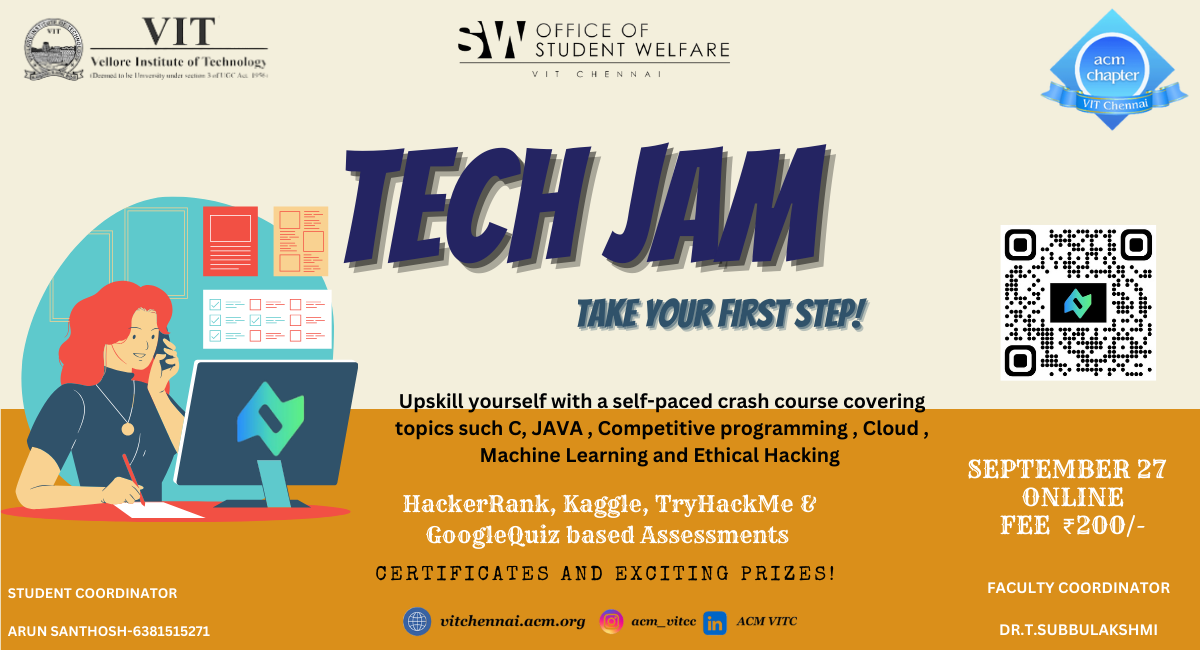 VIT
VIT
Vellore Institute of Technology
(Deemed to be University under section 3 of UGC Act, 1956)
SW OFFICE OF
STUDENT WELFARE
VIT CHENNAI
acm
chapter
VIT Chennai
TECH JAM
TAKE YOUR FIRST STEP!
Upskill yourself with a self-paced crash course covering
topics such C, JAVA , Competitive programming , Cloud ,
Machine Learning and Ethical Hacking
HackerRank, Kaggle, TryHackMe &
GoogleQuiz based Assessments
CERTIFICATES AND EXCITING PRIZES!
SEPTEMBER 27
ONLINE
FEE ₹200/-
STUDENT COORDINATOR
ARUN SANTHOSH-6381515271
vitchennai.acm.org acm_vitcc ACM VITC
FACULTY COORDINATOR
DR.T.SUBBULAKSHMI